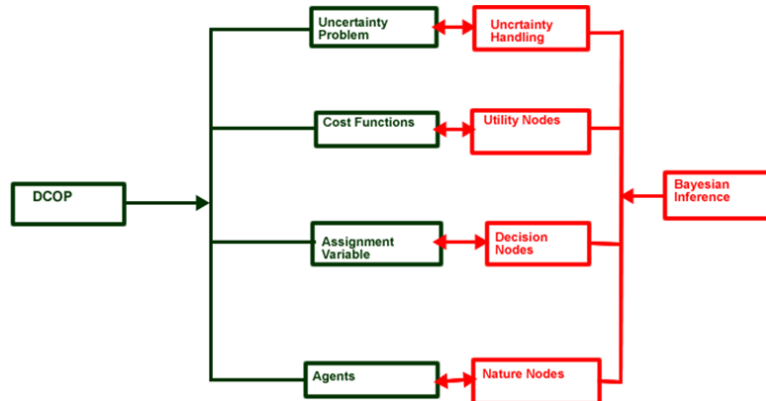 Uncertainty
Problem
Uncrtainty
Handling
Cost Functions
Utility Nodes
DCOP
Bayesian
Inference
Assignment
Variable
Decision
Nodes
Agents
Nature Nodes